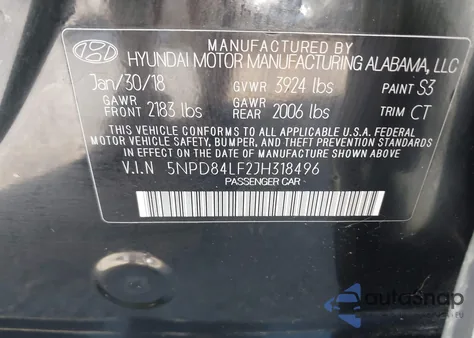 MANUFACTURED BY
HYUNDAI MOTOR MANUFACTURING ALABAMA, LLC
Jan/30/18 GVWR 3924 lbs PAINT S3
GAWR FRONT 2183 lbs GAWR REAR 2006 lbs TRIM CT
THIS VEHICLE CONFORMS TO ALL APPLICABLE U.S.A. FEDERAL
MOTOR VEHICLE SAFETY, BUMPER, AND THEFT PREVENTION STANDARDS
IN EFFECT ON THE DATE OF MANUFACTURE SHOWN ABOVE.
V.I.N 5NPD84LF2JH318496
PASSENGER CAR
autosnap